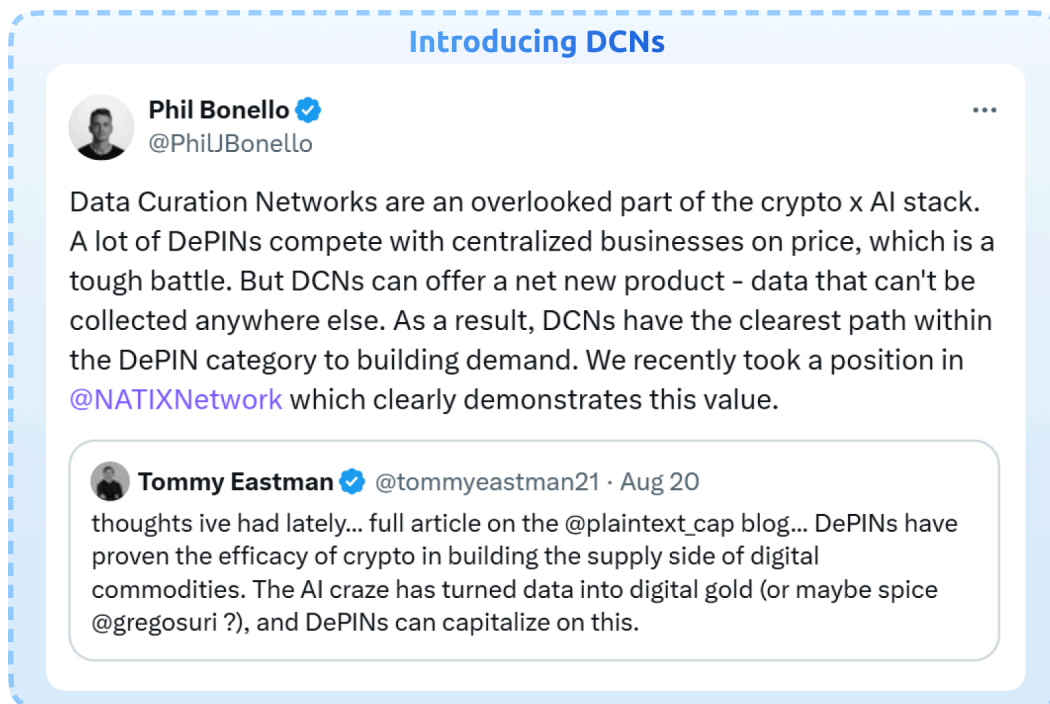 Introducing DCNs
Phil Bonello
@PhilJBonello
Data Curation Networks are an overlooked part of the crypto x AI stack.
A lot of DePINs compete with centralized businesses on price, which is a
tough battle. But DCNs can offer a net new product - data that can't be
collected anywhere else. As a result, DCNs have the clearest path within
the DePIN category to building demand. We recently took a position in
@NATIXNetwork which clearly demonstrates this value.
Tommy Eastman @tommyeastman21 · Aug 20
thoughts ive had lately... full article on the @plaintext_cap blog... DePINs have
proven the efficacy of crypto in building the supply side of digital
commodities. The AI craze has turned data into digital gold (or maybe spice
@gregosuri ?), and DePINs can capitalize on this.